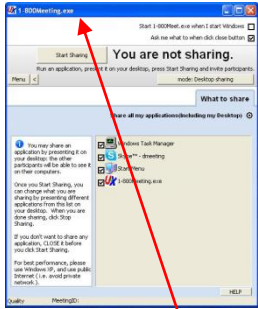 1-800Meeting.exe
Start 1-800Meet.exe when I start Windows
Ask me what to when click close button
Start Sharing
You are not sharing.
Run an application, present it on your desktop, press Start Sharing and invite participants.
Menu <
mode: Desktop sharing
What to share
Share all my applications(including my Desktop)
You may share an
application by presenting it on
your desktop: the other
participants will be able to see it
on their computers.
Once you Start Sharing, you
can change what you are
sharing by presenting different
applications from this list on
your desktop. When you are
done sharing, click Stop
Sharing.
If you don't want to share any
application, CLOSE it before
you click Start Sharing.
For best performance, please
use Windows XP, and use public
Internet (i.e. avoid private
network ).
Windows Task Manager
Skype™ - dmeeting
Start Menu
1-800Meeting.exe
HELP
Quality MeetingID: